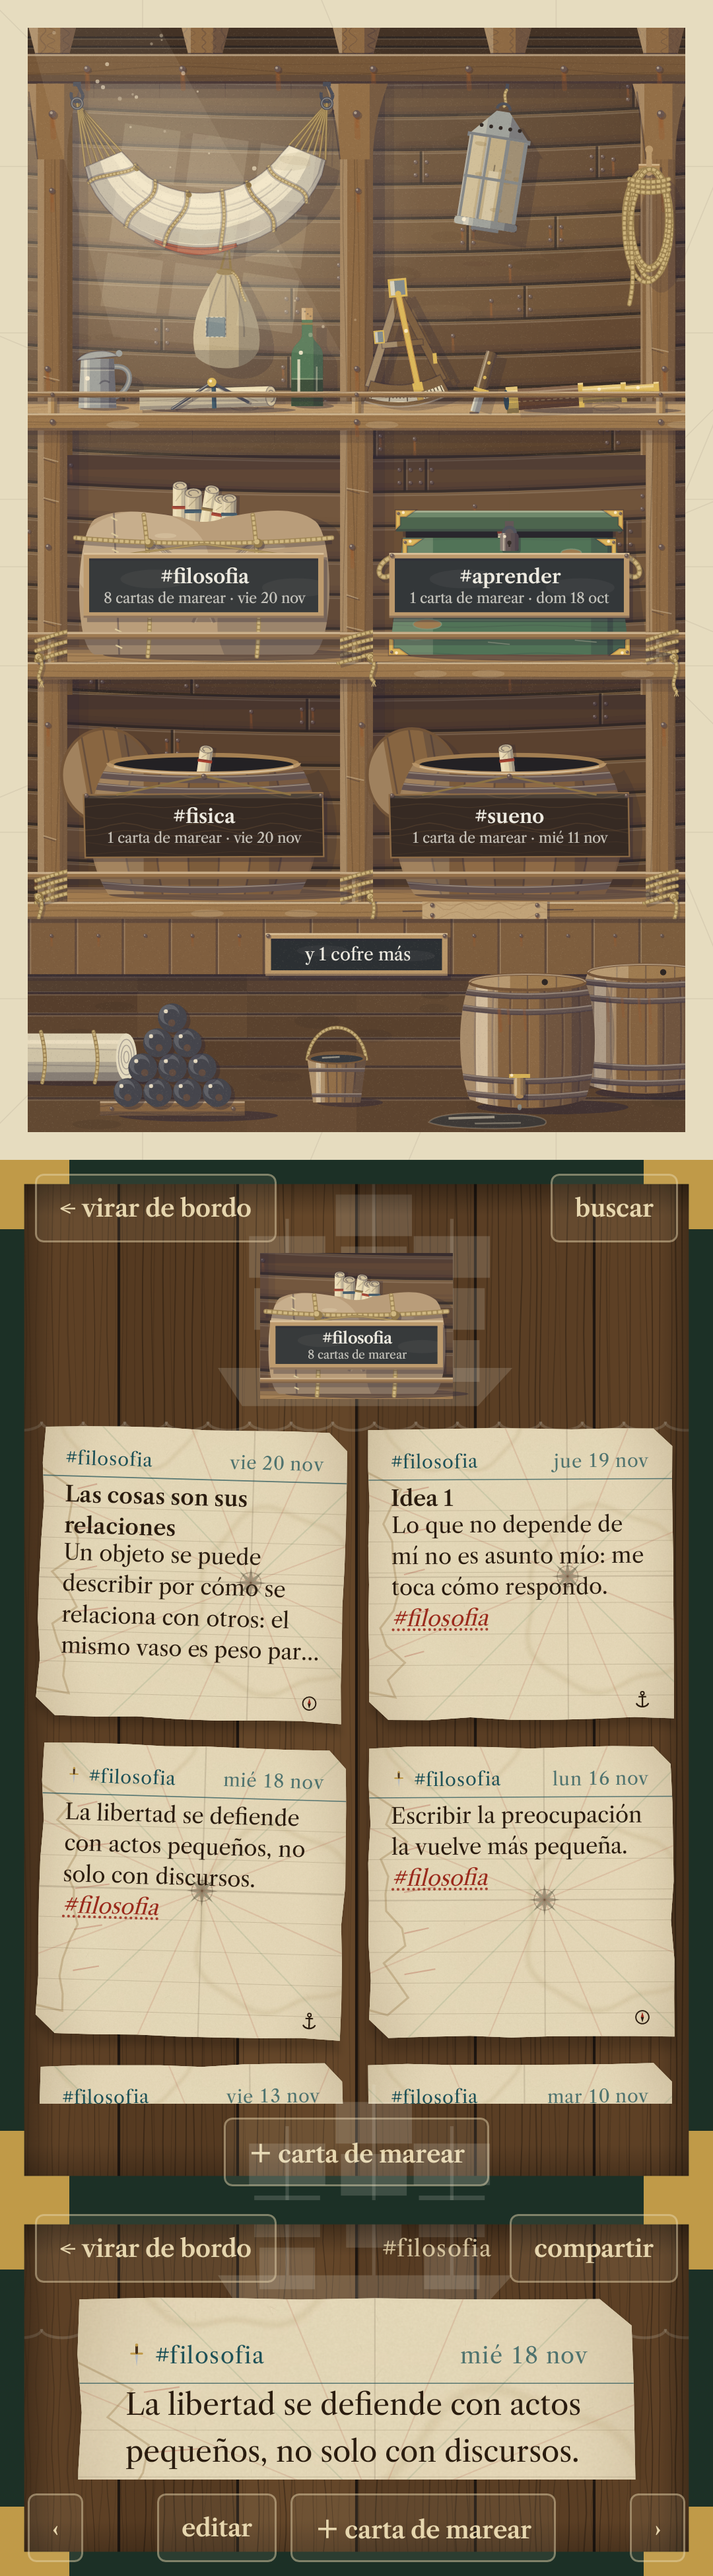 #filosofia
8 cartas de marear · vie 20 nov
#aprender
1 carta de marear · dom 18 oct
#fisica
1 carta de marear · vie 20 nov
#sueno
1 carta de marear · mié 11 nov
y 1 cofre más
← virar de bordo
buscar
#filosofia
8 cartas de marear
#filosofia vie 20 nov
Las cosas son sus
relaciones
Un objeto se puede
describir por cómo se
relaciona con otros: el
mismo vaso es peso par...
#filosofia jue 19 nov
Idea 1
Lo que no depende de
mí no es asunto mío: me
toca cómo respondo.
#filosofia
#filosofia mié 18 nov
La libertad se defiende
con actos pequeños, no
solo con discursos.
#filosofia
#filosofia lun 16 nov
Escribir la preocupación
la vuelve más pequeña.
#filosofia
#filosofia vie 13 nov
#filosofia mar 10 nov
+ carta de marear
← virar de bordo
#filosofia
compartir
#filosofia mié 18 nov
La libertad se defiende con actos
pequeños, no solo con discursos.
‹
editar
+ carta de marear
›